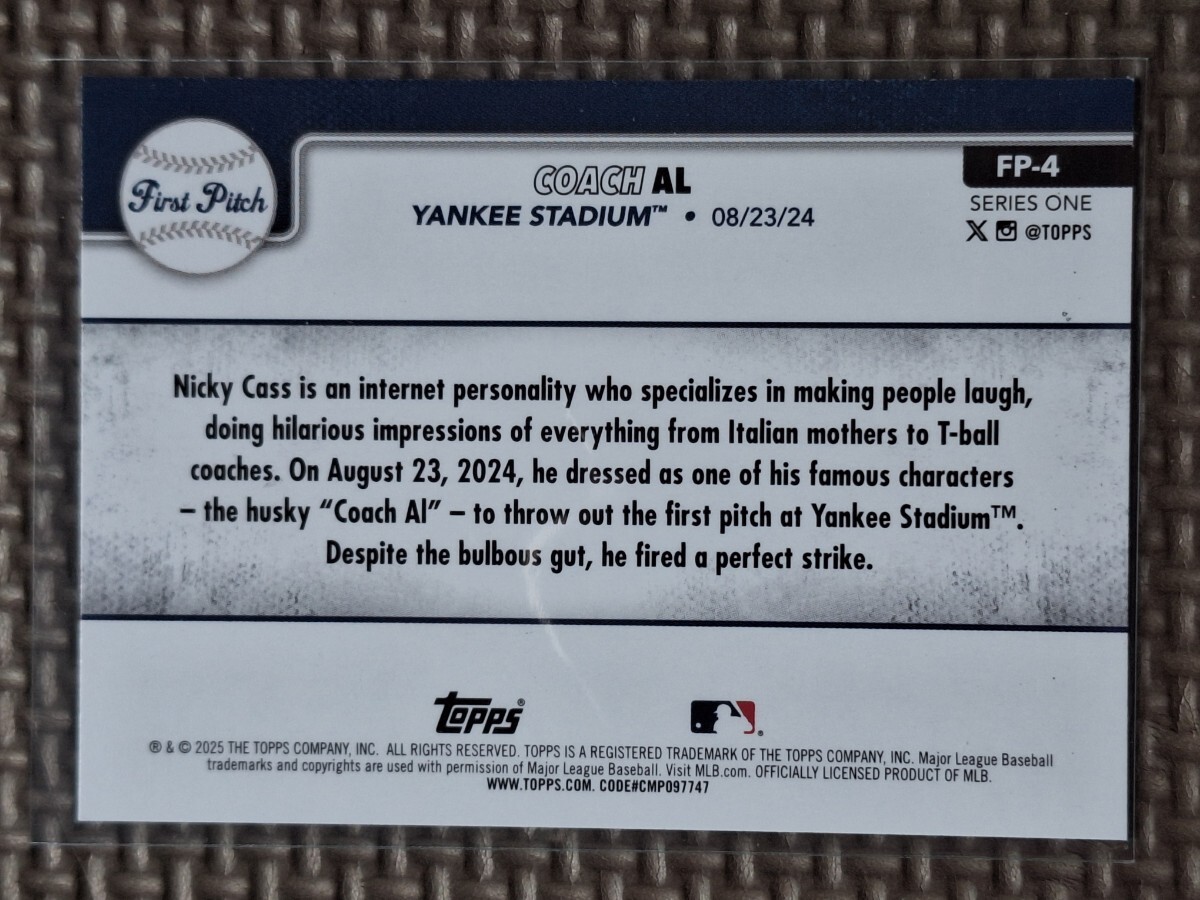 First Pitch
COACH AL
YANKEE STADIUM™ • 08/23/24
FP-4
SERIES ONE
X @TOPPS
Nicky Cass is an internet personality who specializes in making people laugh,
doing hilarious impressions of everything from Italian mothers to T-ball
coaches. On August 23, 2024, he dressed as one of his famous characters
– the husky “Coach Al” – to throw out the first pitch at Yankee Stadium™.
Despite the bulbous gut, he fired a perfect strike.
Topps®
®
® & © 2025 THE TOPPS COMPANY, INC. ALL RIGHTS RESERVED. TOPPS IS A REGISTERED TRADEMARK OF THE TOPPS COMPANY, INC. Major League Baseball
trademarks and copyrights are used with permission of Major League Baseball. Visit MLB.com. OFFICIALLY LICENSED PRODUCT OF MLB.
WWW.TOPPS.COM. CODE#CMP097747